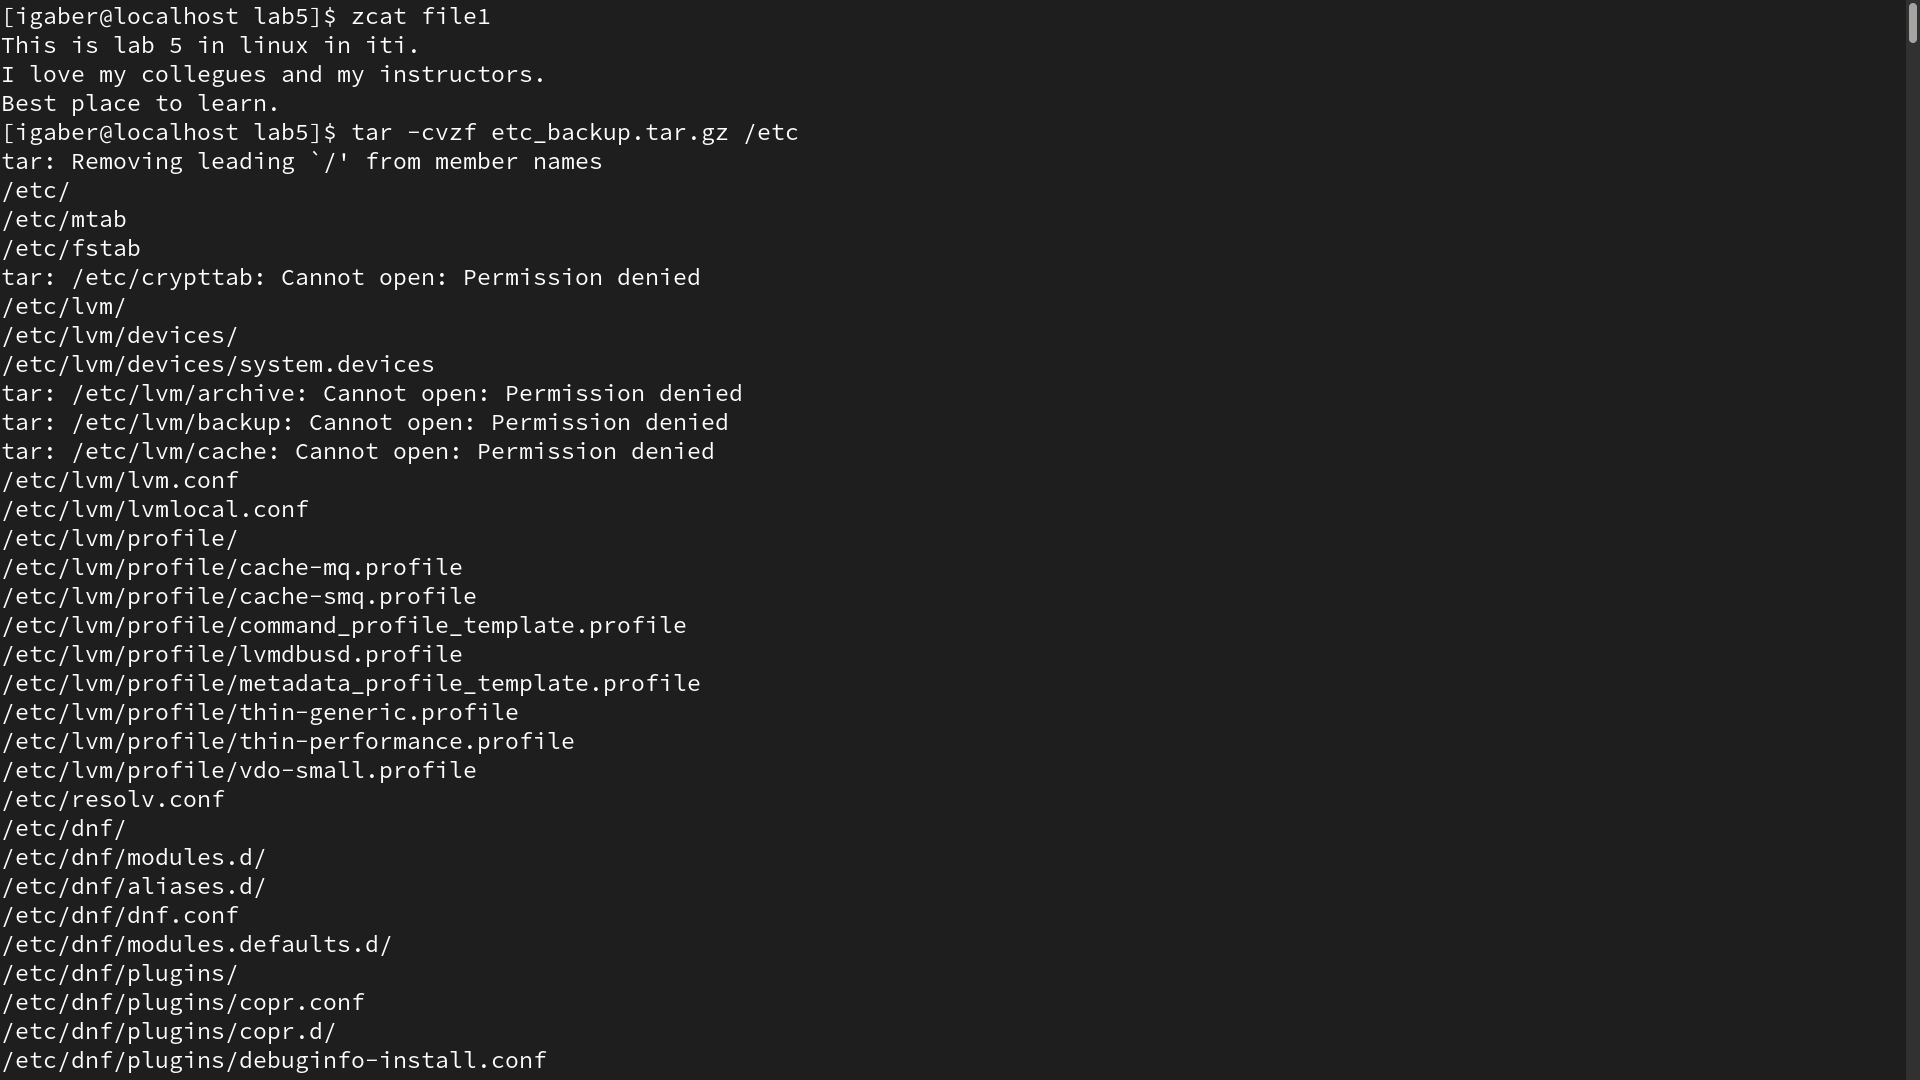 [igaber@localhost lab5]$ zcat file1
This is lab 5 in linux in iti.
I love my collegues and my instructors.
Best place to learn.
[igaber@localhost lab5]$ tar -cvzf etc_backup.tar.gz /etc
tar: Removing leading `/' from member names
/etc/
/etc/mtab
/etc/fstab
tar: /etc/crypttab: Cannot open: Permission denied
/etc/lvm/
/etc/lvm/devices/
/etc/lvm/devices/system.devices
tar: /etc/lvm/archive: Cannot open: Permission denied
tar: /etc/lvm/backup: Cannot open: Permission denied
tar: /etc/lvm/cache: Cannot open: Permission denied
/etc/lvm/lvm.conf
/etc/lvm/lvmlocal.conf
/etc/lvm/profile/
/etc/lvm/profile/cache-mq.profile
/etc/lvm/profile/cache-smq.profile
/etc/lvm/profile/command_profile_template.profile
/etc/lvm/profile/lvmdbusd.profile
/etc/lvm/profile/metadata_profile_template.profile
/etc/lvm/profile/thin-generic.profile
/etc/lvm/profile/thin-performance.profile
/etc/lvm/profile/vdo-small.profile
/etc/resolv.conf
/etc/dnf/
/etc/dnf/modules.d/
/etc/dnf/aliases.d/
/etc/dnf/dnf.conf
/etc/dnf/modules.defaults.d/
/etc/dnf/plugins/
/etc/dnf/plugins/copr.conf
/etc/dnf/plugins/copr.d/
/etc/dnf/plugins/debuginfo-install.conf